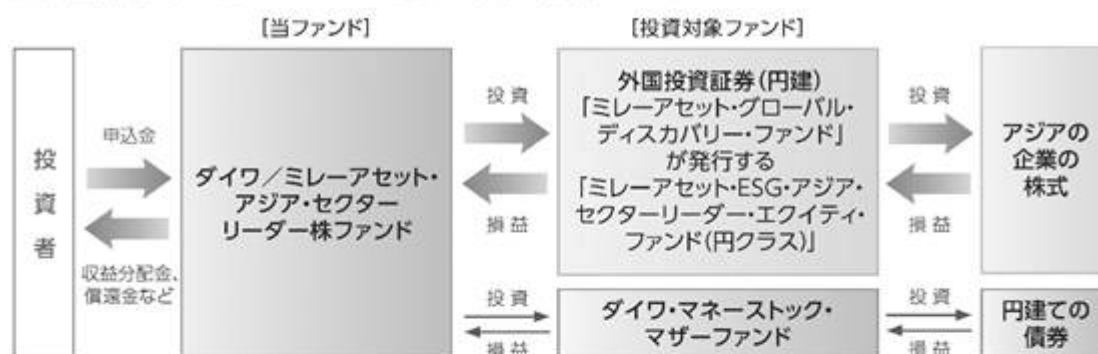 [当ファンド]
[投資対象ファンド]
投資者
申込金
収益分配金、
償還金など
ダイワ／ミレーアセット・
アジア・セクター
リーダー株ファンド
投資
損益
外国投資証券(円建)
「ミレーアセット・グローバル・
ディスカバリー・ファンド」
が発行する
「ミレーアセット・ESG・アジア・
セクターリーダー・エクイティ・
ファンド(円クラス)」
投資
損益
アジアの
企業の
株式
投資
損益
ダイワ・マネーストック・
マザーファンド
投資
損益
円建ての
債券